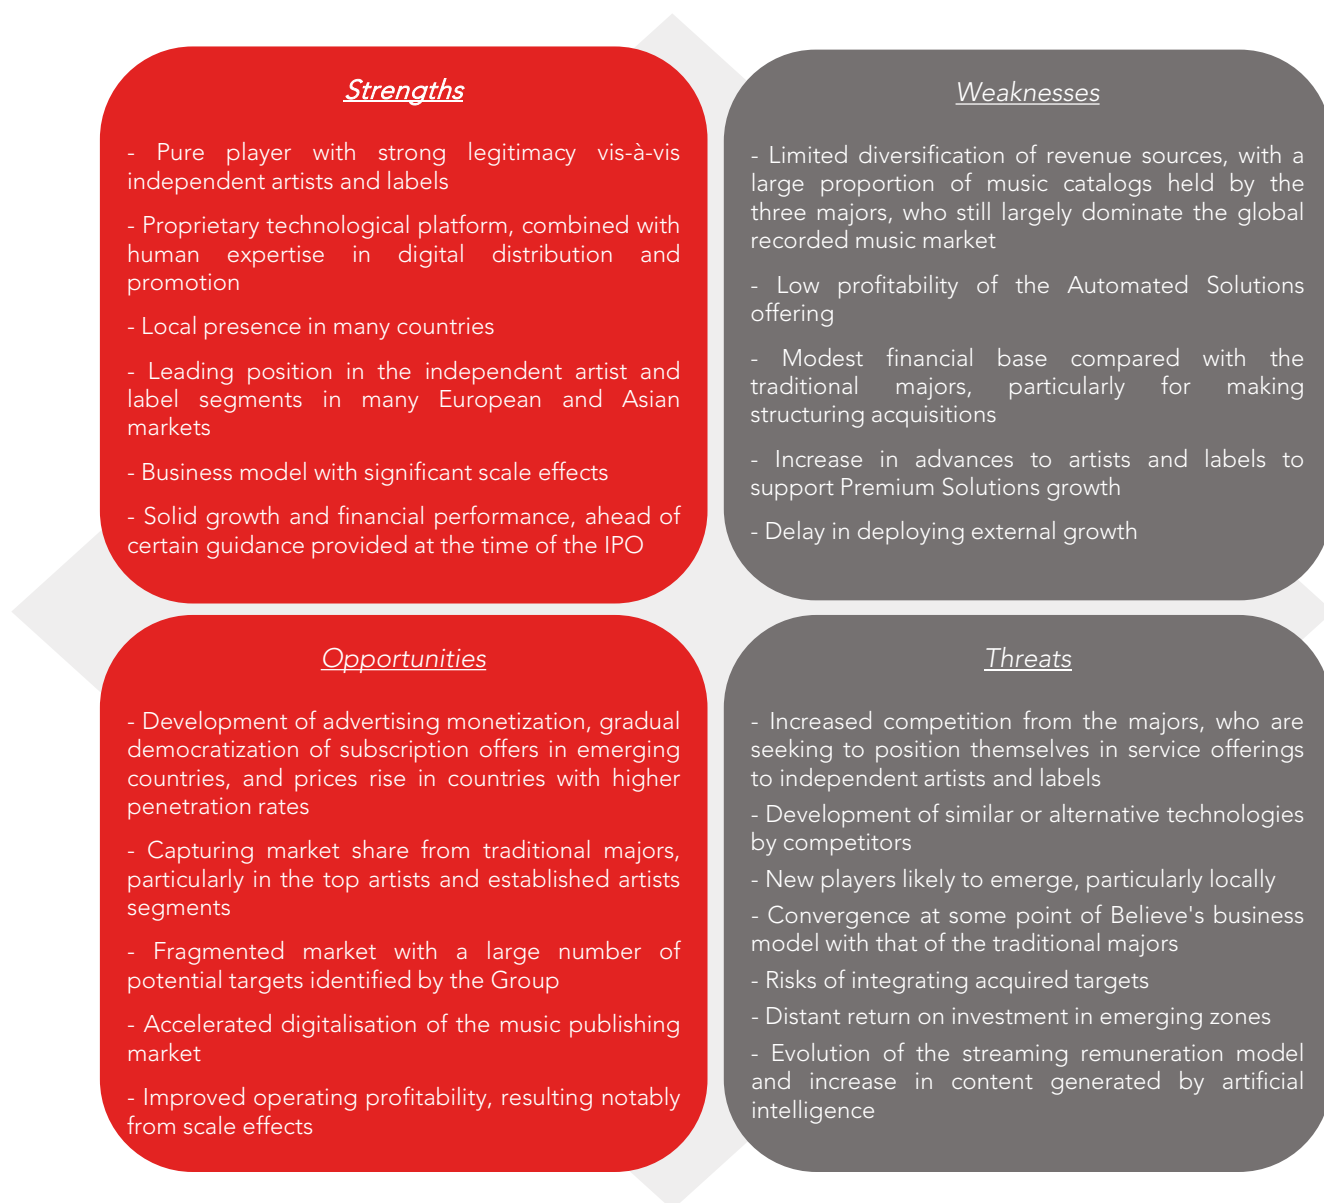 Strengths
- Pure player with strong legitimacy vis-à-vis
independent artists and labels
- Proprietary technological platform, combined with
human expertise in digital distribution and
promotion
- Local presence in many countries
- Leading position in the independent artist and
label segments in many European and Asian
markets
- Business model with significant scale effects
- Solid growth and financial performance, ahead of
certain guidance provided at the time of the IPO
Weaknesses
- Limited diversification of revenue sources, with a
large proportion of music catalogs held by the
three majors, who still largely dominate the global
recorded music market
- Low profitability of the Automated Solutions
offering
- Modest financial base compared with the
traditional majors, particularly for making
structuring acquisitions
- Increase in advances to artists and labels to
support Premium Solutions growth
- Delay in deploying external growth
Opportunities
- Development of advertising monetization, gradual
democratization of subscription offers in emerging
countries, and prices rise in countries with higher
penetration rates
- Capturing market share from traditional majors,
particularly in the top artists and established artists
segments
- Fragmented market with a large number of
potential targets identified by the Group
- Accelerated digitalisation of the music publishing
market
- Improved operating profitability, resulting notably
from scale effects
Threats
- Increased competition from the majors, who are
seeking to position themselves in service offerings
to independent artists and labels
- Development of similar or alternative technologies
by competitors
- New players likely to emerge, particularly locally
- Convergence at some point of Believe's business
model with that of the traditional majors
- Risks of integrating acquired targets
- Distant return on investment in emerging zones
- Evolution of the streaming remuneration model
and increase in content generated by artificial
intelligence